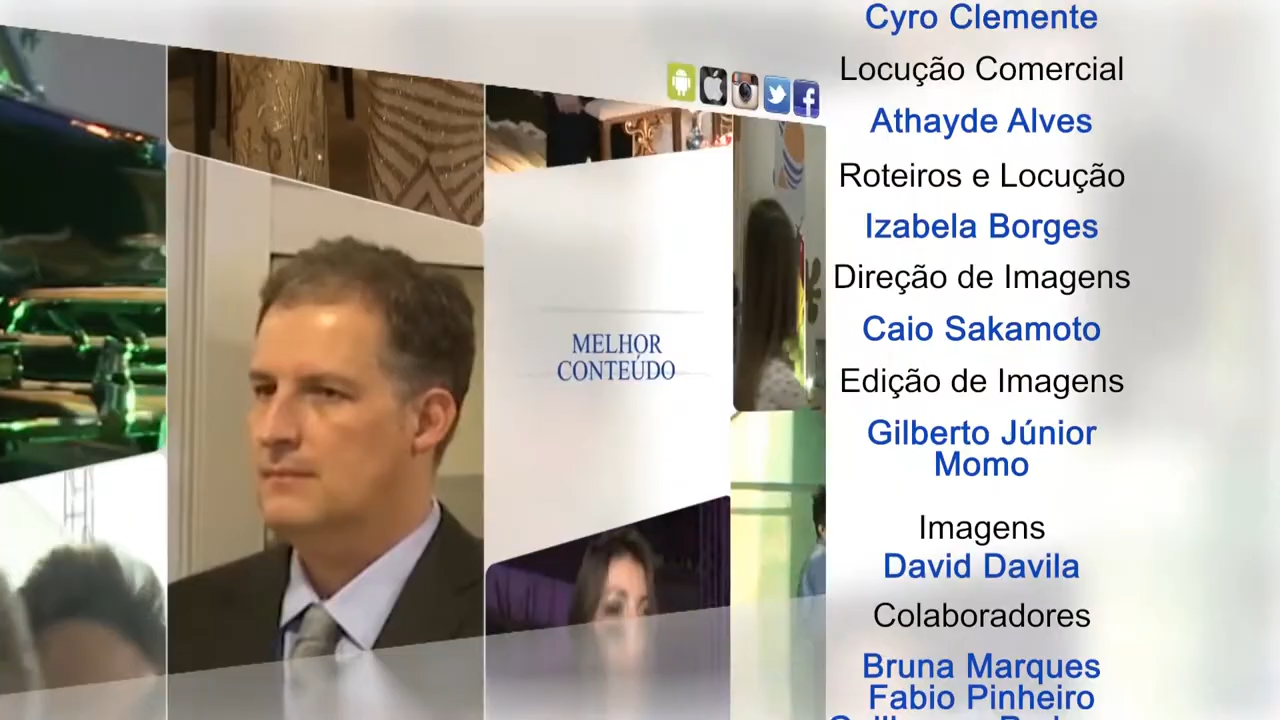 Cyro Clemente
Locução Comercial
Athayde Alves
Roteiros e Locução
Izabela Borges
Direção de Imagens
Caio Sakamoto
Edição de Imagens
Gilberto Júnior
Momo
Imagens
David Davila
Colaboradores
Bruna Marques
Fabio Pinheiro
MELHOR
CONTEÚDO